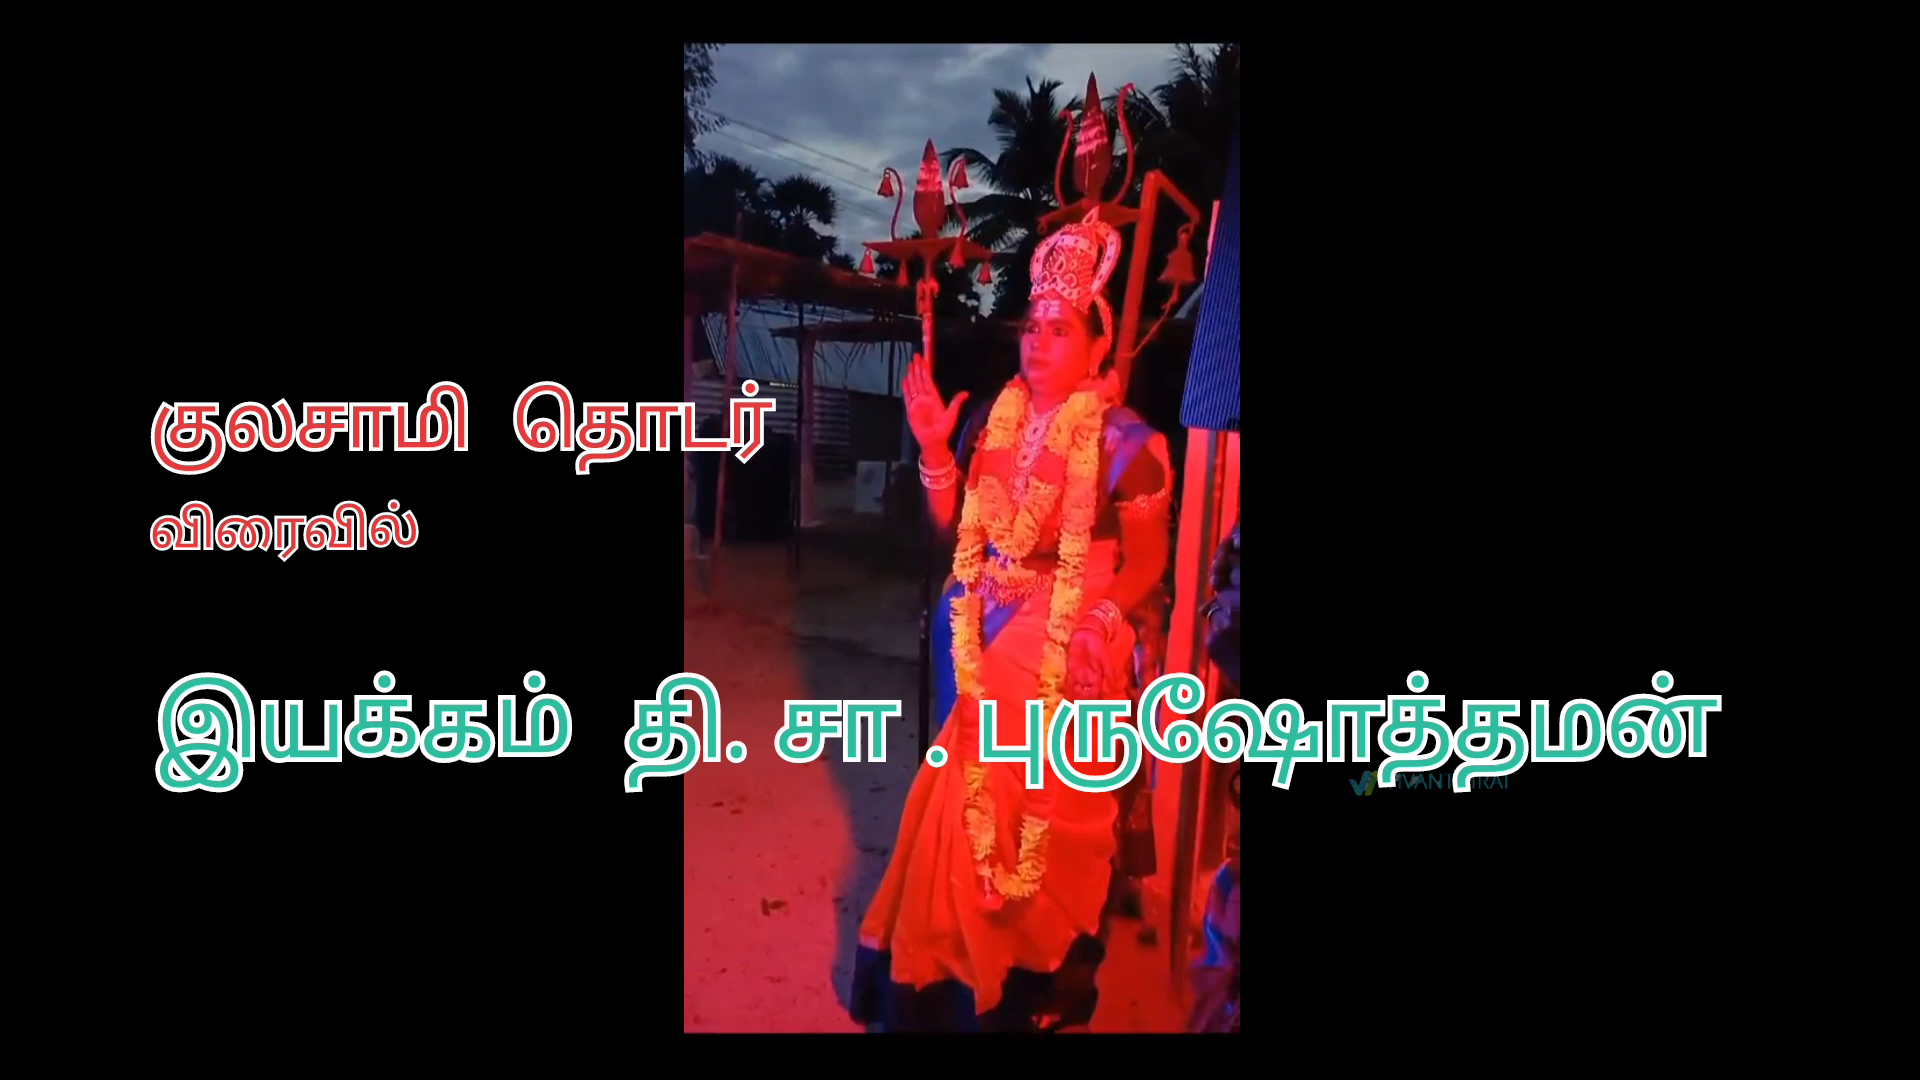 குலசாமி தொடர்
விரைவில்
இயக்கம் தி. சா . புருஷோத்தமன்